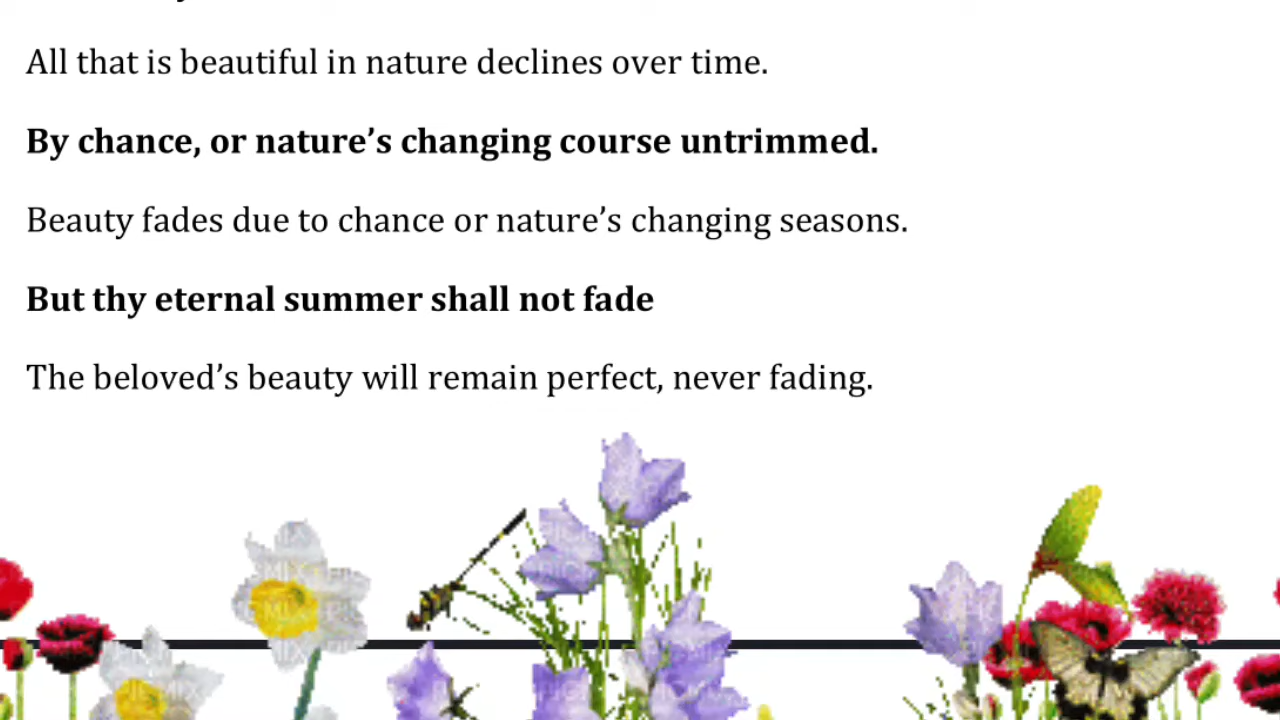 All that is beautiful in nature declines over time.
By chance, or nature’s changing course untrimmed.
Beauty fades due to chance or nature’s changing seasons.
But thy eternal summer shall not fade
The beloved’s beauty will remain perfect, never fading.